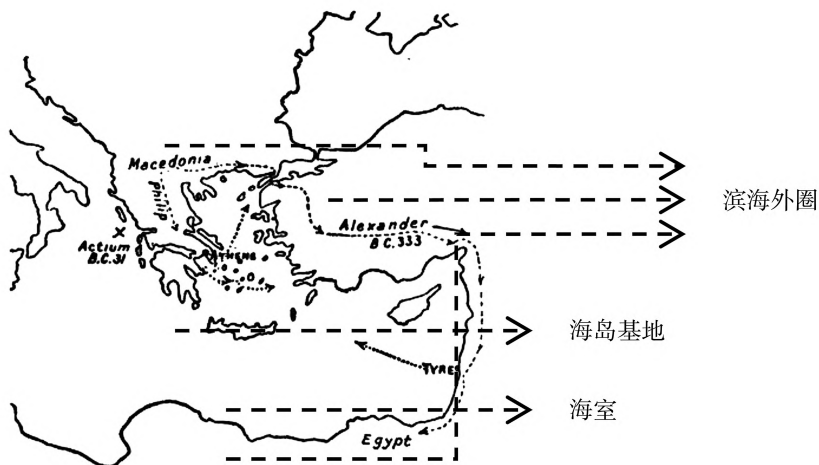 Macedonia
Philip
Actium
B.C.31
ATHENS
Alexander
B.C.333
TYRES
Egypt
滨海外圈
海岛基地
海室